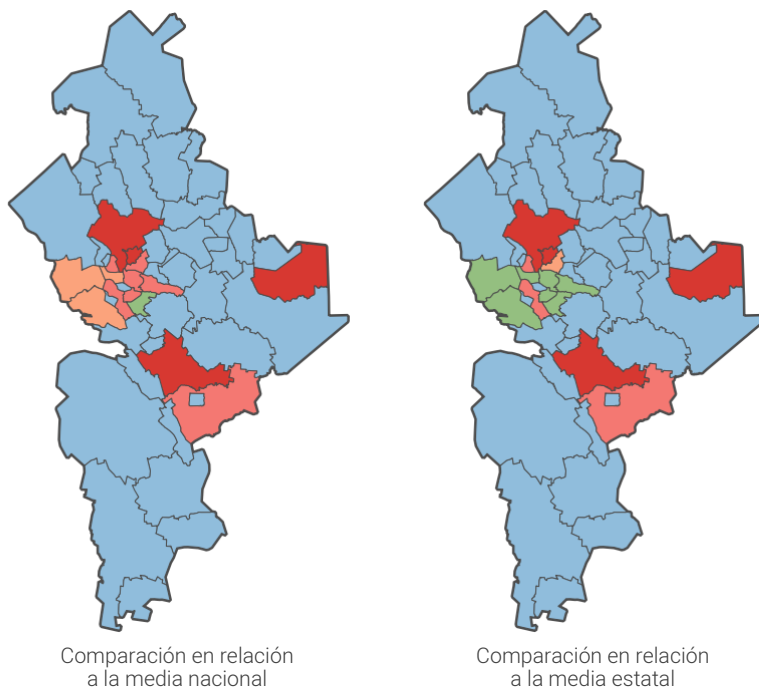 Comparación en relación
a la media nacional
Comparación en relación
a la media estatal